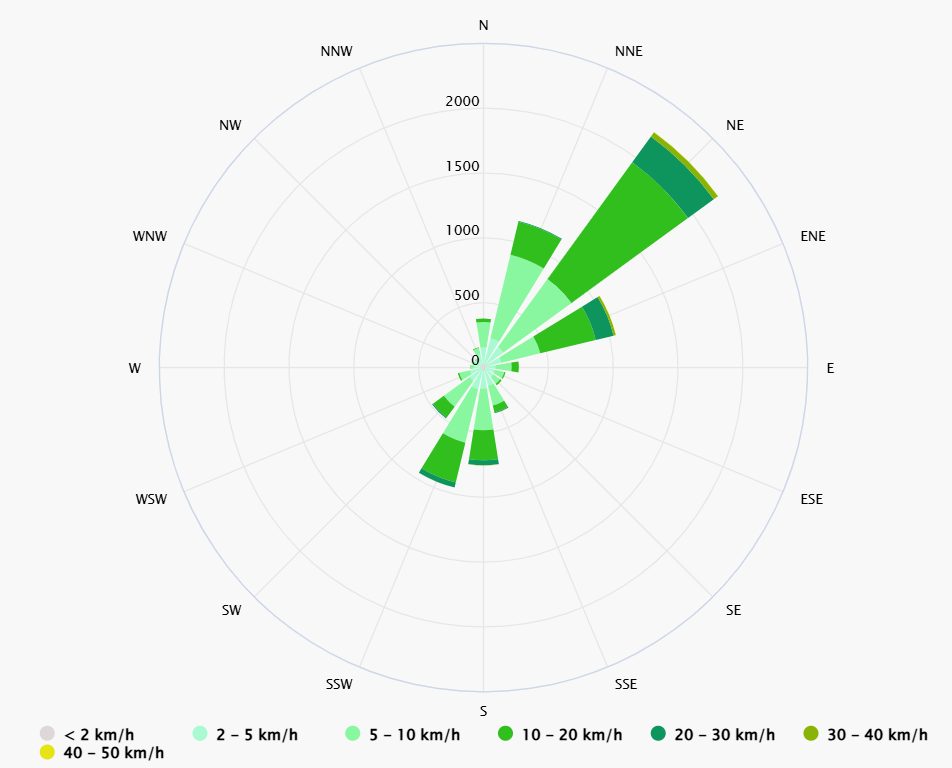 N
NNW
NNE
2000
NW
NE
1500
1000
WNW
ENE
500
0
W
E
WSW
ESE
SW
SE
SSW
SSE
S
< 2 km/h
2 – 5 km/h
5 – 10 km/h
10 – 20 km/h
20 – 30 km/h
30 – 40 km/h
40 – 50 km/h